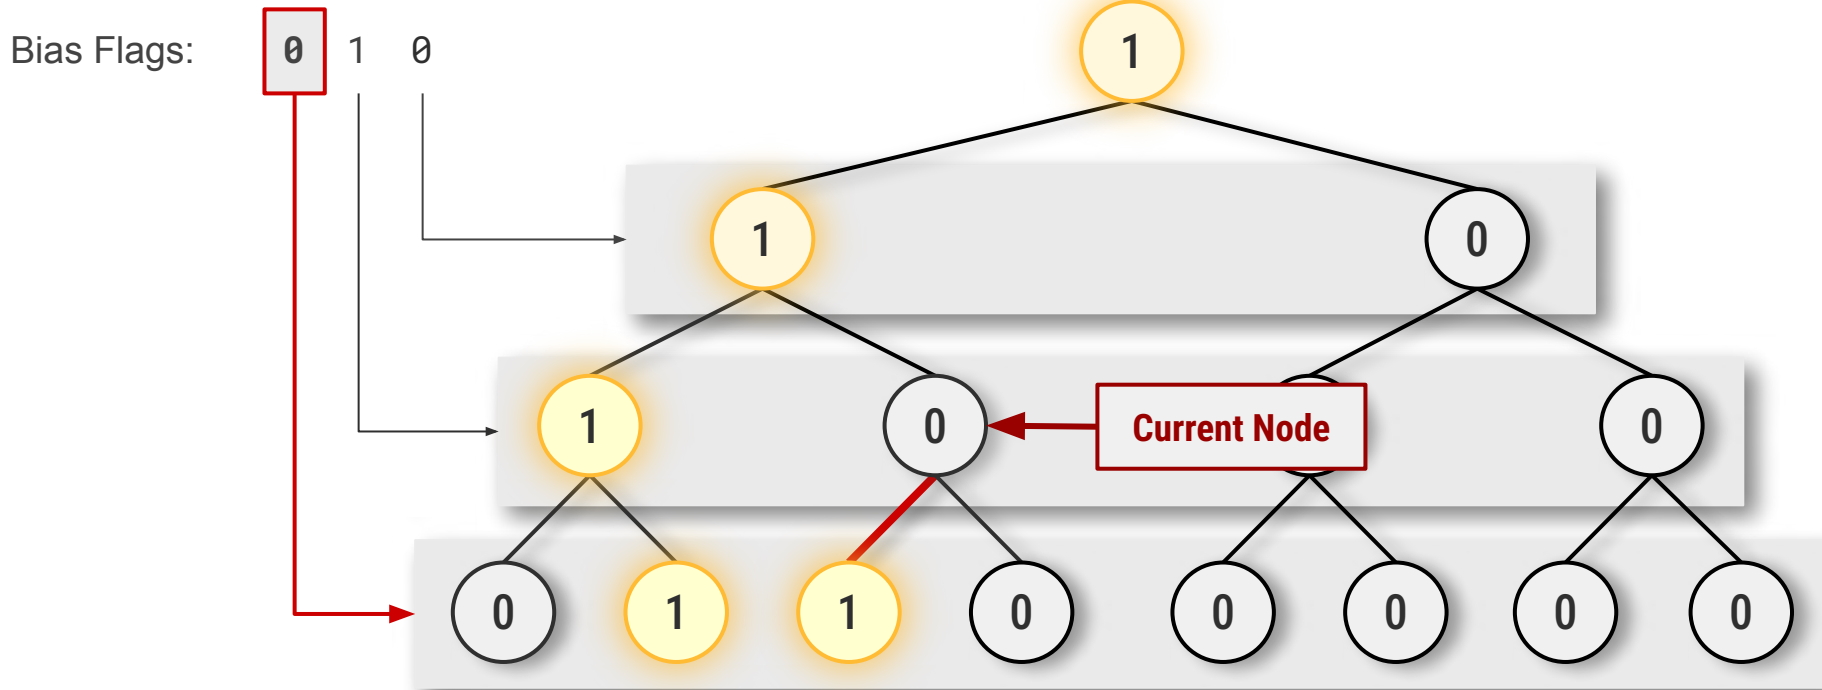 Bias Flags: 0 1 0
1
1 0
1 0 Current Node 0
0 1 1 0 0 0 0 0